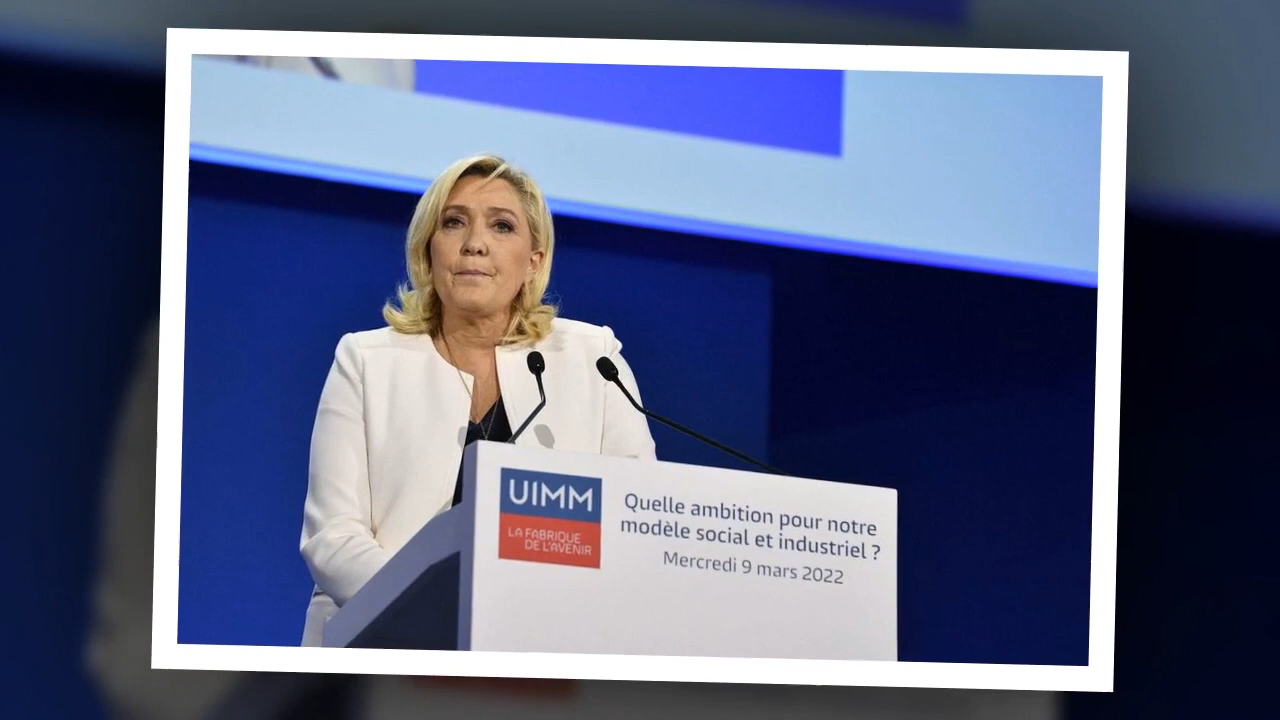 UIMM
LA FABRIQUE
DE L'AVENIR
Quelle ambition pour notre
modèle social et industriel ?
Mercredi 9 mars 2022